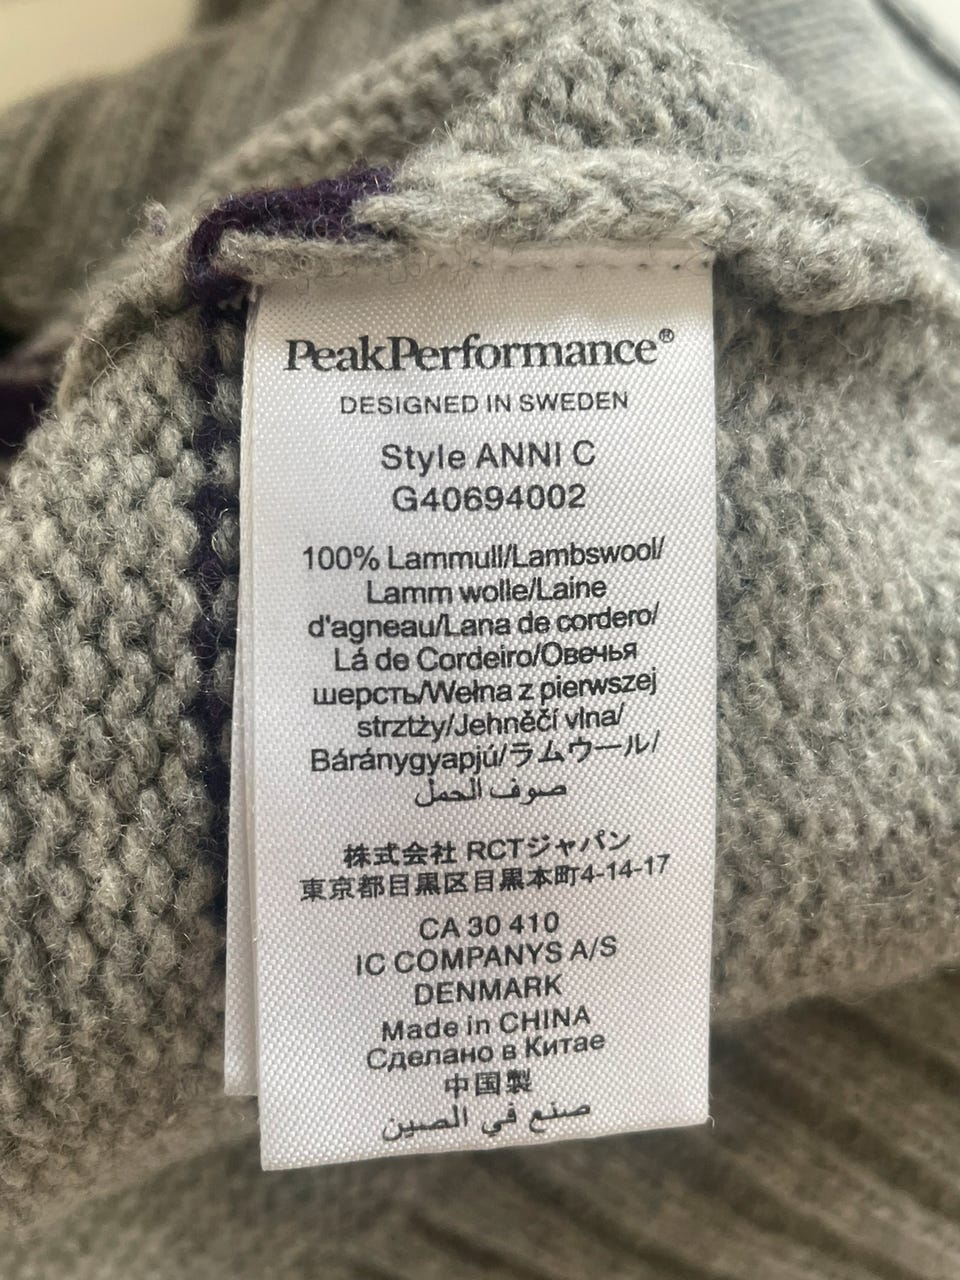 PeakPerformance®
DESIGNED IN SWEDEN
Style ANNI C
G40694002
100% Lammull/Lambswool/
Lamm wolle/Laine
d'agneau/Lana de cordero/
Lá de Cordeiro/Овечья
шерсть/Wełna z pierwszej
strztży/Jehněčí vlna/
Báránygyapjú/ラムウール/
صوف الحمل
株式会社 RCTジャパン
東京都目黒区目黒本町4-14-17
CA 30 410
IC COMPANYS A/S
DENMARK
Made in CHINA
Сделано в Китае
中国製
صنع في الصين